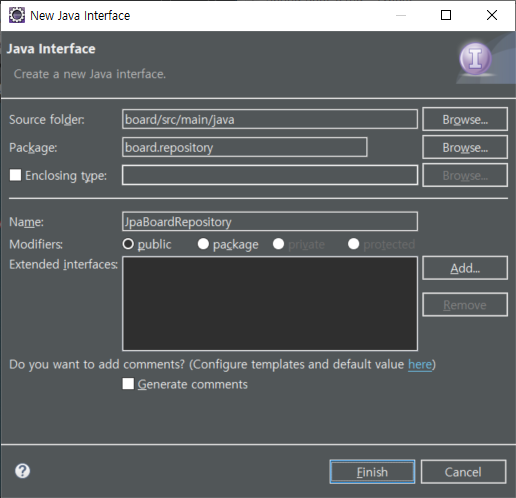 New Java Interface
Java Interface
Create a new Java interface.
Source folder: board/src/main/java Browse...
Package: board.repository Browse...
Enclosing type: Browse...
Name: JpaBoardRepository
Modifiers: public package private protected
Extended interfaces: Add...
Remove
Do you want to add comments? (Configure templates and default value here)
Generate comments
Finish Cancel